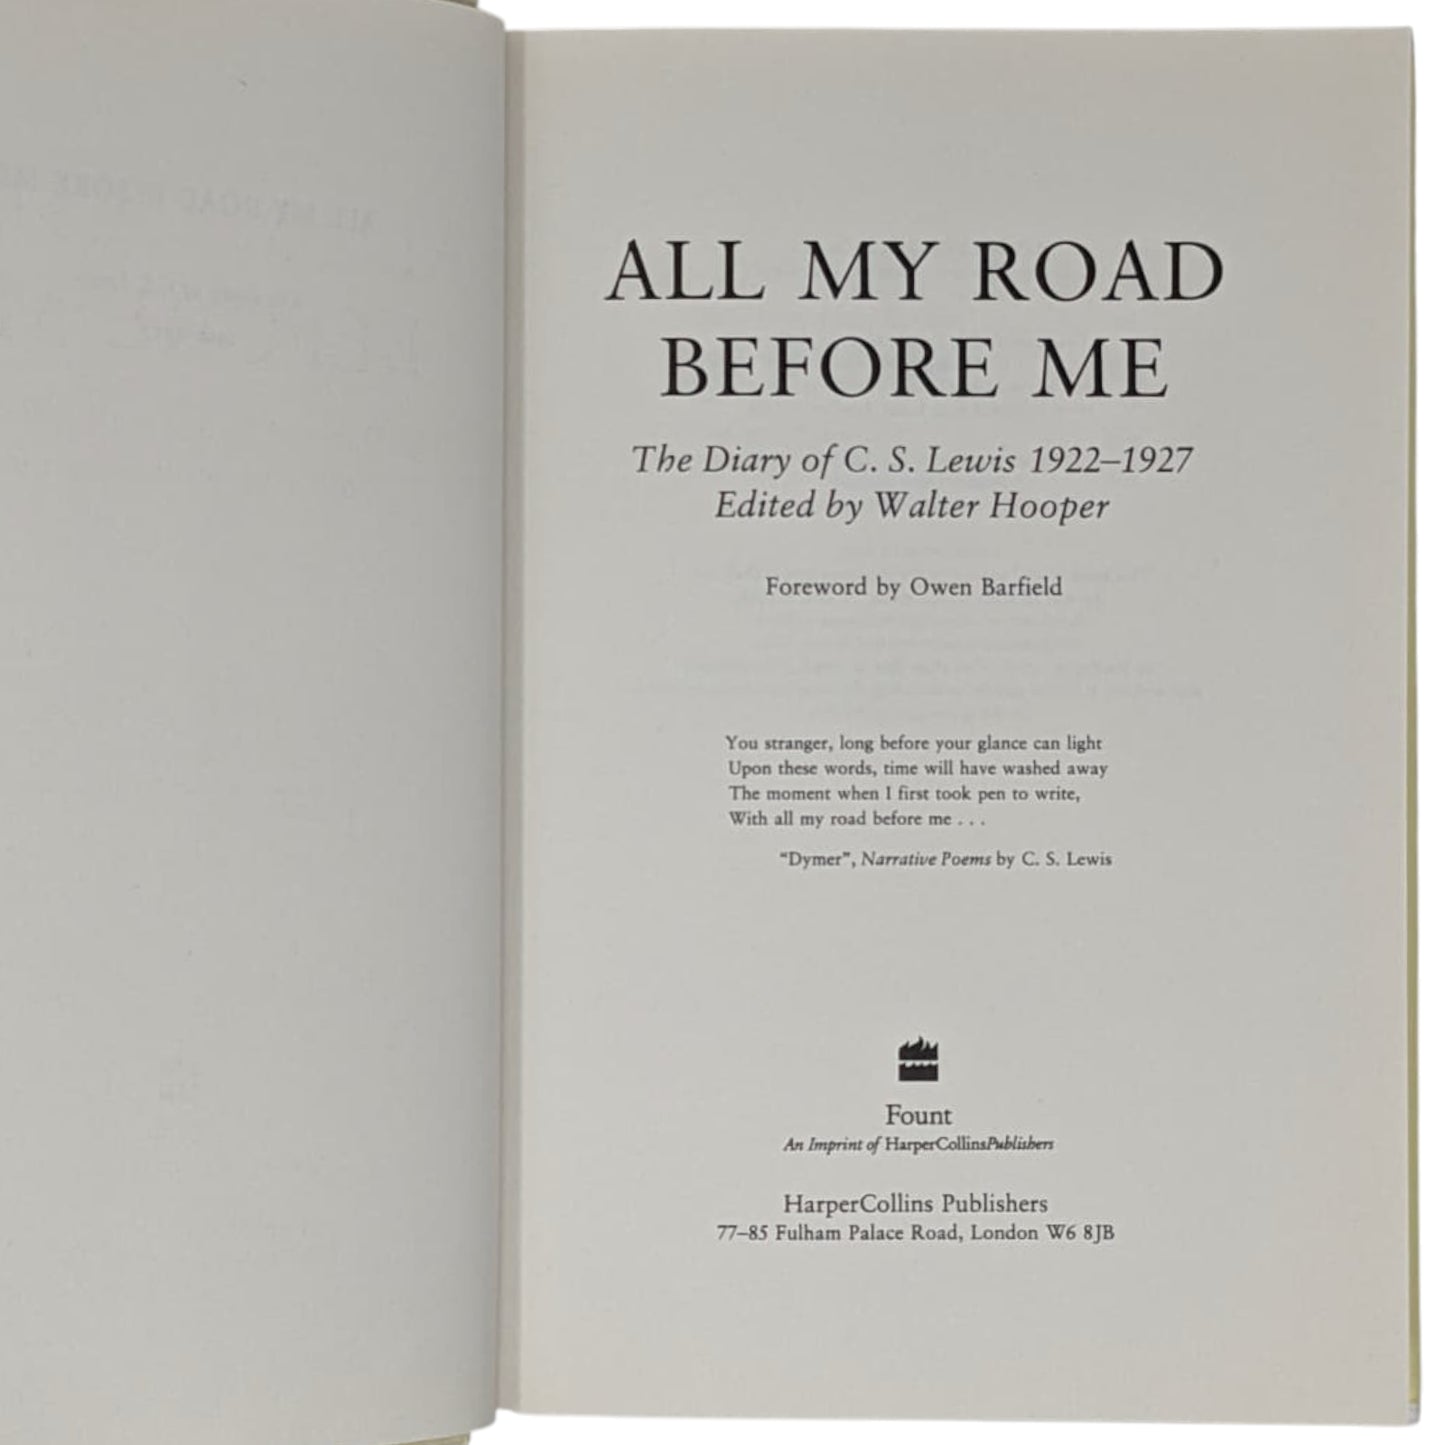 ALL MY ROAD
BEFORE ME
The Diary of C. S. Lewis 1922–1927
Edited by Walter Hooper
Foreword by Owen Barfield
You stranger, long before your glance can light
Upon these words, time will have washed away
The moment when I first took pen to write,
With all my road before me . . .
“Dymer”, Narrative Poems by C. S. Lewis
Fount
An Imprint of HarperCollinsPublishers
HarperCollins Publishers
77–85 Fulham Palace Road, London W6 8JB